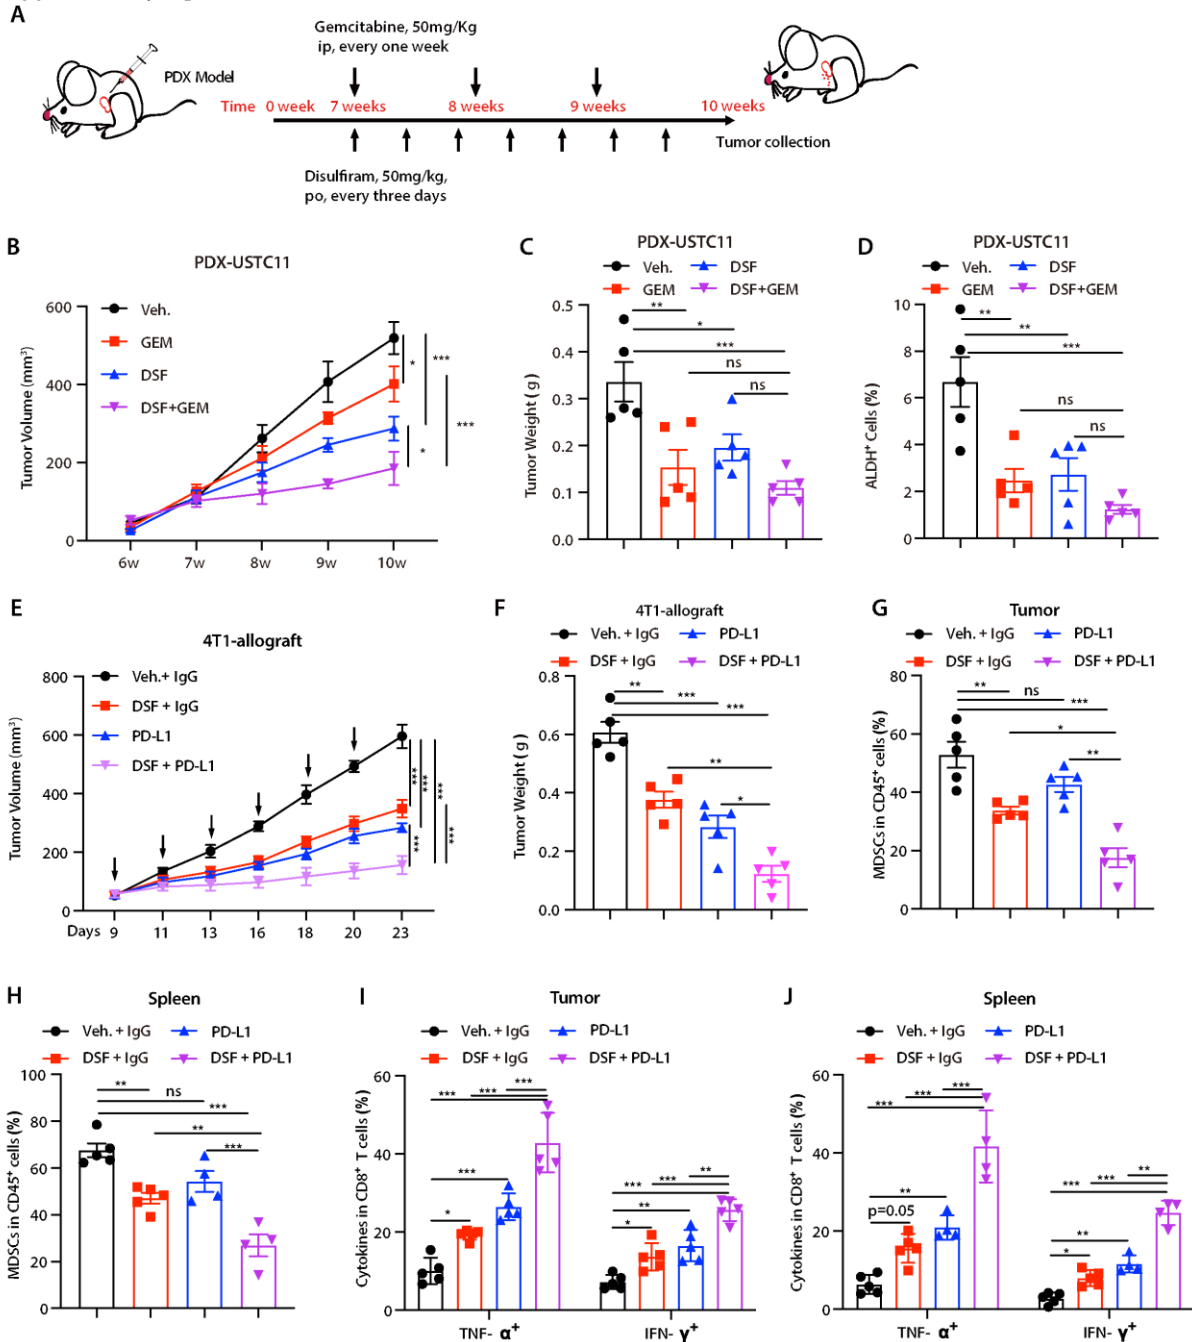 A
Gemcitabine, 50mg/Kg
ip, every one week
PDX Model
Time 0 week 7 weeks 8 weeks 9 weeks 10 weeks
Tumor collection
Disulfiram, 50mg/kg,
po, every three days
B
PDX-USTC11
Veh.
GEM
DSF
DSF+GEM
Tumor Volume (mm³)
600
400
200
0
6w 7w 8w 9w 10w
* *** *** *
C
PDX-USTC11
Veh. DSF
GEM DSF+GEM
Tumor Weight (g)
0.5
0.4
0.3
0.2
0.1
0.0
**
*
***
ns
ns
D
PDX-USTC11
Veh. DSF
GEM DSF+GEM
ALDH⁺ Cells (%)
10
8
6
4
2
0
**
**
***
ns
ns
E
4T1-allograft
Veh.+ IgG
DSF + IgG
PD-L1
DSF + PD-L1
Tumor Volume (mm³)
800
600
400
200
0
Days 9 11 13 16 18 20 23
*** *** *** *** ***
F
4T1-allograft
Veh. + IgG PD-L1
DSF + IgG DSF + PD-L1
Tumor Weight (g)
0.8
0.6
0.4
0.2
0.0
**
***
***
**
*
G
Tumor
Veh. + IgG PD-L1
DSF + IgG DSF + PD-L1
MDSCs in CD45⁺ cells (%)
80
60
40
20
0
**
ns
***
*
**
H
Spleen
Veh. + IgG PD-L1
DSF + IgG DSF + PD-L1
MDSCs in CD45⁺ cells (%)
100
80
60
40
20
0
**
ns
***
**
***
I
Tumor
Veh. + IgG PD-L1
DSF + IgG DSF + PD-L1
Cytokines in CD8⁺ T cells (%)
60
40
20
0
***
*** ***
***
*
**
*** ***
**
*
TNF- α⁺ IFN- γ⁺
J
Spleen
Veh. + IgG PD-L1
DSF + IgG DSF + PD-L1
Cytokines in CD8⁺ T cells (%)
60
40
20
0
***
***
***
**
p=0.05
**
***
***
**
*
TNF- α⁺ IFN- γ⁺